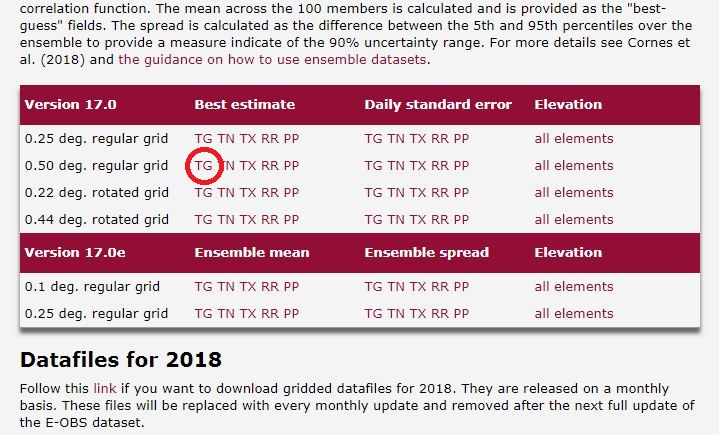 correlation function. The mean across the 100 members is calculated and is provided as the "best-
guess" fields. The spread is calculated as the difference between the 5th and 95th percentiles over the
ensemble to provide a measure indicate of the 90% uncertainty range. For more details see Cornes et
al. (2018) and the guidance on how to use ensemble datasets.
Version 17.0 Best estimate Daily standard error Elevation
0.25 deg. regular grid TG TN TX RR PP TG TN TX RR PP all elements
0.50 deg. regular grid TG TN TX RR PP TG TN TX RR PP all elements
0.22 deg. rotated grid TG TN TX RR PP TG TN TX RR PP all elements
0.44 deg. rotated grid TG TN TX RR PP TG TN TX RR PP all elements
Version 17.0e Ensemble mean Ensemble spread Elevation
0.1 deg. regular grid TG TN TX RR PP TG TN TX RR PP all elements
0.25 deg. regular grid TG TN TX RR PP TG TN TX RR PP all elements
Datafiles for 2018
Follow this link if you want to download gridded datafiles for 2018. They are released on a monthly
basis. These files will be replaced with every monthly update and removed after the next full update of
the E-OBS dataset.